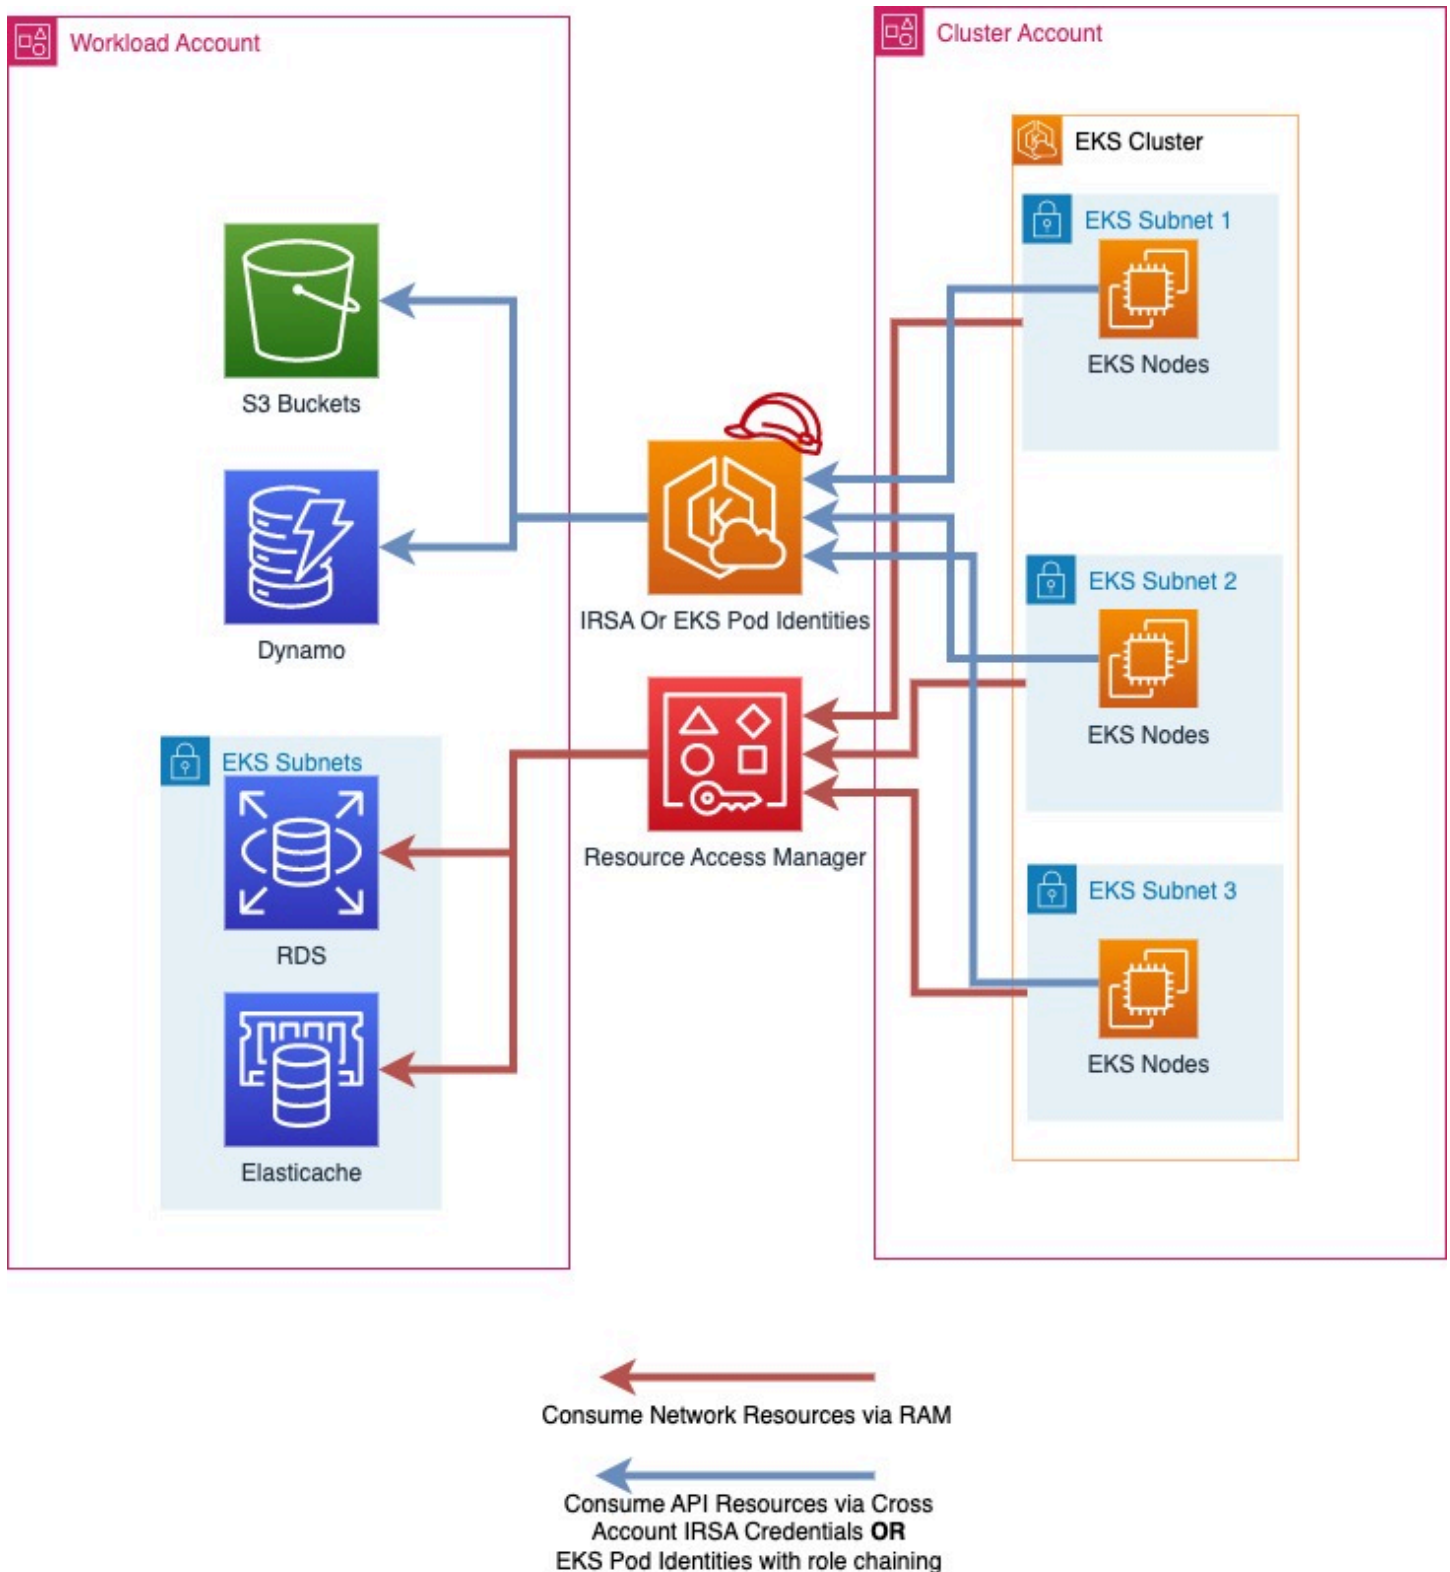 Workload Account
Cluster Account
EKS Cluster
EKS Subnet 1
EKS Nodes
S3 Buckets
EKS Subnet 2
IRSA Or EKS Pod Identities
Dynamo
EKS Nodes
EKS Subnets
Resource Access Manager
EKS Subnet 3
RDS
EKS Nodes
Elasticache
Consume Network Resources via RAM
Consume API Resources via Cross
Account IRSA Credentials OR
EKS Pod Identities with role chaining